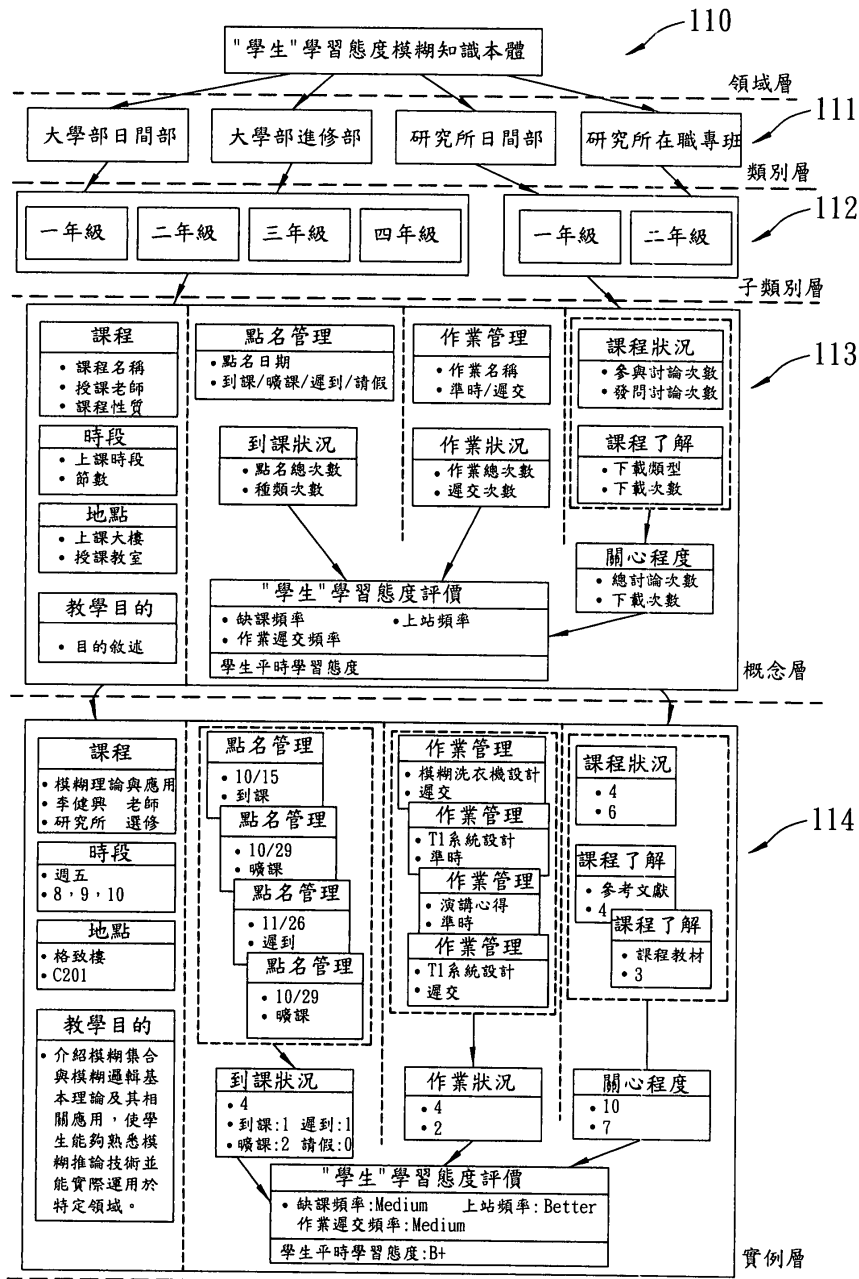 110
"學生"學習態度模糊知識本體
領域層
大學部日間部
大學部進修部
研究所日間部
研究所在職專班
111
類別層
一年級
二年級
三年級
四年級
一年級
二年級
112
子類別層
課程
• 課程名稱
• 授課老師
• 課程性質
時段
• 上課時段
• 節數
地點
• 上課大樓
• 授課教室
教學目的
• 目的敘述
點名管理
• 點名日期
• 到課/曠課/遲到/請假
到課狀況
• 點名總次數
• 種類次數
作業管理
• 作業名稱
• 準時/遲交
作業狀況
• 作業總次數
• 遲交次數
課程狀況
• 參與討論次數
• 發問討論次數
課程了解
• 下載類型
• 下載次數
關心程度
• 總討論次數
• 下載次數
"學生"學習態度評價
• 缺課頻率 • 上站頻率
• 作業遲交頻率
學生平時學習態度
113
概念層
課程
• 模糊理論與應用
• 李健興 老師
• 研究所 選修
時段
• 週五
• 8，9，10
地點
• 格致樓
• C201
教學目的
• 介紹模糊集合
與模糊邏輯基
本理論及其相
關應用，使學
生能夠熟悉模
糊推論技術並
能實際運用於
特定領域。
點名管理
• 10/15
• 到課
點名管理
• 10/29
• 曠課
點名管理
• 11/26
• 遲到
點名管理
• 10/29
• 曠課
到課狀況
• 4
• 到課:1 遲到:1
• 曠課:2 請假:0
作業管理
• 模糊洗衣機設計
• 遲交
作業管理
• T1系統設計
• 準時
作業管理
• 演講心得
• 準時
作業管理
• T1系統設計
• 遲交
作業狀況
• 4
• 2
課程狀況
• 4
• 6
課程了解
• 參考文獻
• 4
課程了解
• 課程教材
• 3
關心程度
• 10
• 7
"學生"學習態度評價
• 缺課頻率:Medium 上站頻率:Better
作業遲交頻率:Medium
學生平時學習態度:B+
114
實例層